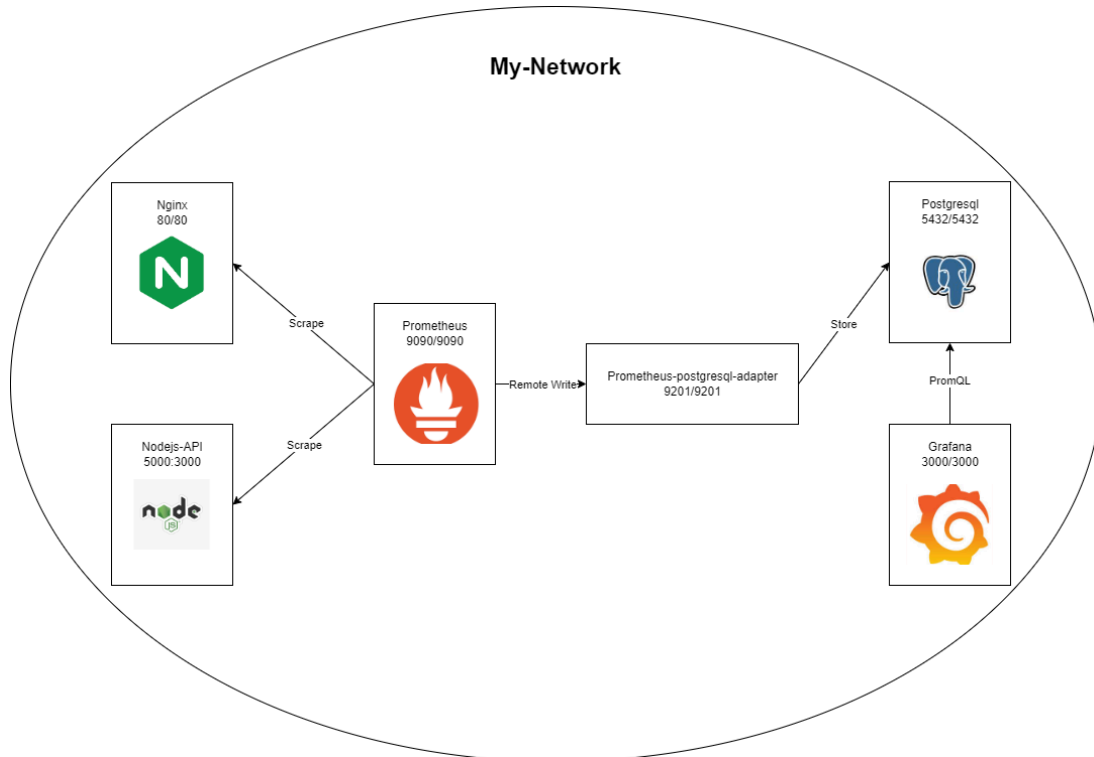 My-Network
Nginx
80/80
N
Scrape
Prometheus
9090/9090
Scrape
Nodejs-API
5000:3000
node
JS
Remote Write
Prometheus-postgresql-adapter
9201/9201
Store
Postgresql
5432/5432
PromQL
Grafana
3000/3000